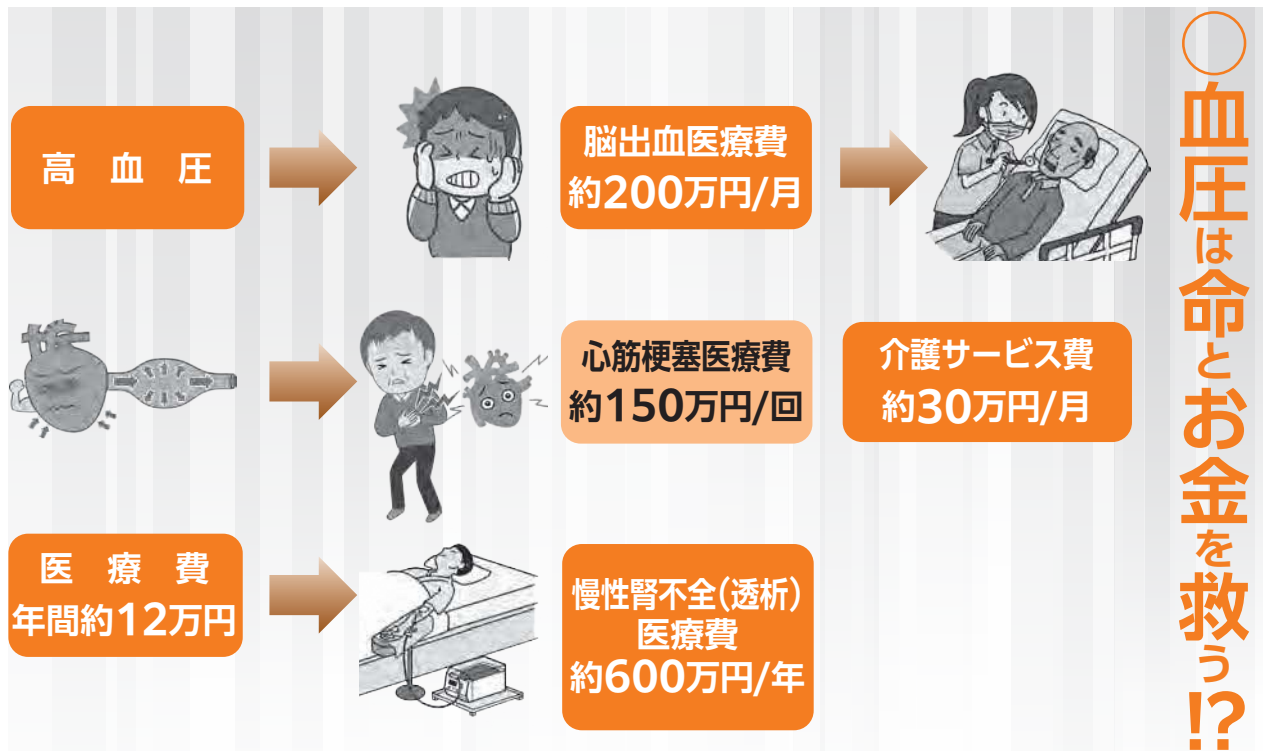 ◯血圧は命とお金を救う!?
高血圧
脳出血医療費
約200万円/月
心筋梗塞医療費
約150万円/回
介護サービス費
約30万円/月
医療費
年間約12万円
慢性腎不全(透析)
医療費
約600万円/年